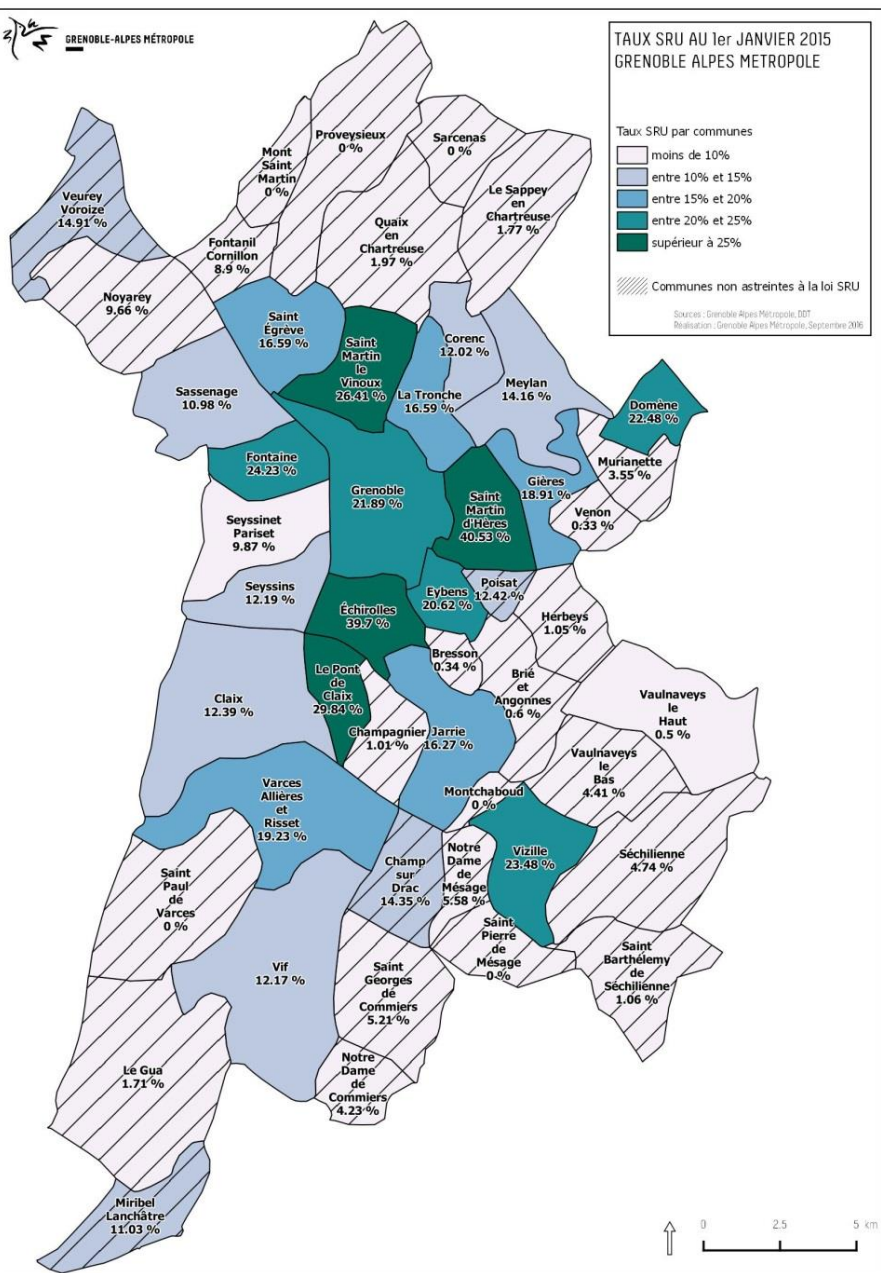 GRENOBLE-ALPES MÉTROPOLE
TAUX SRU AU 1er JANVIER 2015
GRENOBLE ALPES METROPOLE
Taux SRU par communes
moins de 10%
entre 10% et 15%
entre 15% et 20%
entre 20% et 25%
supérieur à 25%
Communes non astreintes à la loi SRU
Sources : Grenoble Alpes Métropole, DDT
Réalisation : Grenoble Alpes Métropole, Septembre 2016
Proveysieux
0 %
Sarcenas
0 %
Mont
Saint
Martin
0 %
Le Sappey
en
Chartreuse
1.77 %
Veurey
Voroize
14.91 %
Quaix
en
Chartreuse
1.97 %
Fontanil
Cornillon
8.9 %
Noyarey
9.66 %
Saint
Égrève
16.59 %
Saint
Martin
le
Vinoux
26.41 %
Corenc
12.02 %
Meylan
14.16 %
Sassenage
10.98 %
La Tronche
16.59 %
Domène
22.48 %
Fontaine
24.23 %
Murianette
3.55 %
Grenoble
21.89 %
Gières
18.91 %
Saint
Martin
d'Hères
40.53 %
Venon
0.33 %
Seyssinet
Pariset
9.87 %
Seyssins
12.19 %
Eybens
20.62 %
Poisat
12.42 %
Échirolles
39.7 %
Herbeys
1.05 %
Bresson
0.34 %
Le Pont
de
Claix
29.84 %
Brié
et
Angonnes
0.6 %
Vaulnaveys
le
Haut
0.5 %
Claix
12.39 %
Champagnier
1.01 %
Jarrie
16.27 %
Vaulnaveys
le
Bas
4.41 %
Varces
Allières
et
Risset
19.23 %
Montchaboud
0 %
Vizille
23.48 %
Séchilienne
4.74 %
Champ
sur
Drac
14.35 %
Notre
Dame
de
Mésage
5.58 %
Saint
Paul
de
Varces
0 %
Saint
Pierre
de
Mésage
0 %
Saint
Barthélemy
de
Séchilienne
1.06 %
Vif
12.17 %
Saint
Georges
de
Commiers
5.21 %
Le Gua
1.71 %
Notre
Dame
de
Commiers
4.23 %
Miribel
Lanchâtre
11.03 %
0 2.5 5 km